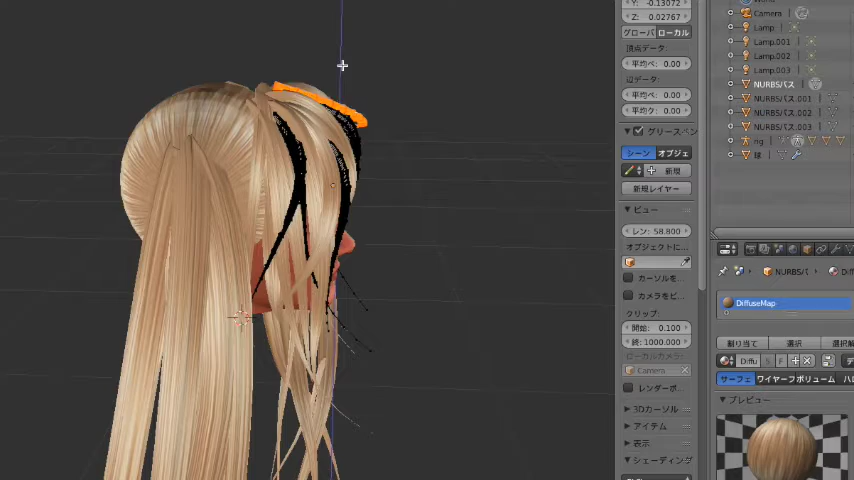 Y: -0.13072
Z: 0.02767
グローバ ローカル
頂点データ:
平均ベ: 0.00
辺データ:
平均ベ: 0.00
平均ク: 0.00
グリースペン
シーン オブジェ
新規
新規レイヤー
ビュー
レン: 58.800
オブジェクトに
カーソルを
カメラをビ
クリップ:
開始: 0.100
終: 1000.000
ローカルカメラ:
Camera
レンダーボ
3Dカーソル
アイテム
表示
シェーディング
Camera
Lamp
Lamp.001
Lamp.002
Lamp.003
NURBSパス
NURBSパス.001
NURBSパス.002
NURBSパス.003
rig
球
NURBSパ
Di
DiffuseMap
割り当て 選択 選択解
Diffu F
サーフェ ワイヤーフ ボリューム ハロ
プレビュー